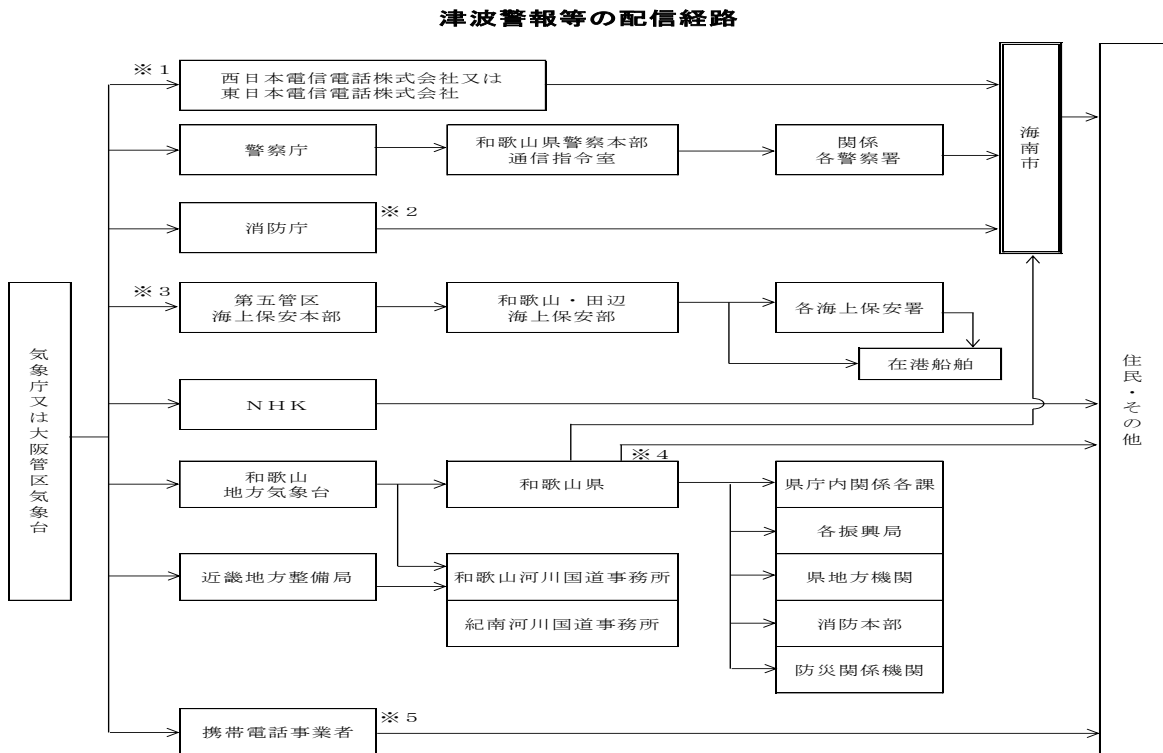 津波警報等の配信経路
※1
西日本電信電話株式会社又は
東日本電信電話株式会社
警察庁
和歌山県警察本部
通信指令室
関係
各警察署
海南市
消防庁
※2
※3
第五管区
海上保安本部
和歌山・田辺
海上保安部
各海上保安署
在港船舶
気象庁又は大阪管区気象台
NHK
住民・その他
和歌山
地方気象台
和歌山県
※4
県庁内関係各課
各振興局
近畿地方整備局
和歌山河川国道事務所
県地方機関
紀南河川国道事務所
消防本部
防災関係機関
携帯電話事業者
※5